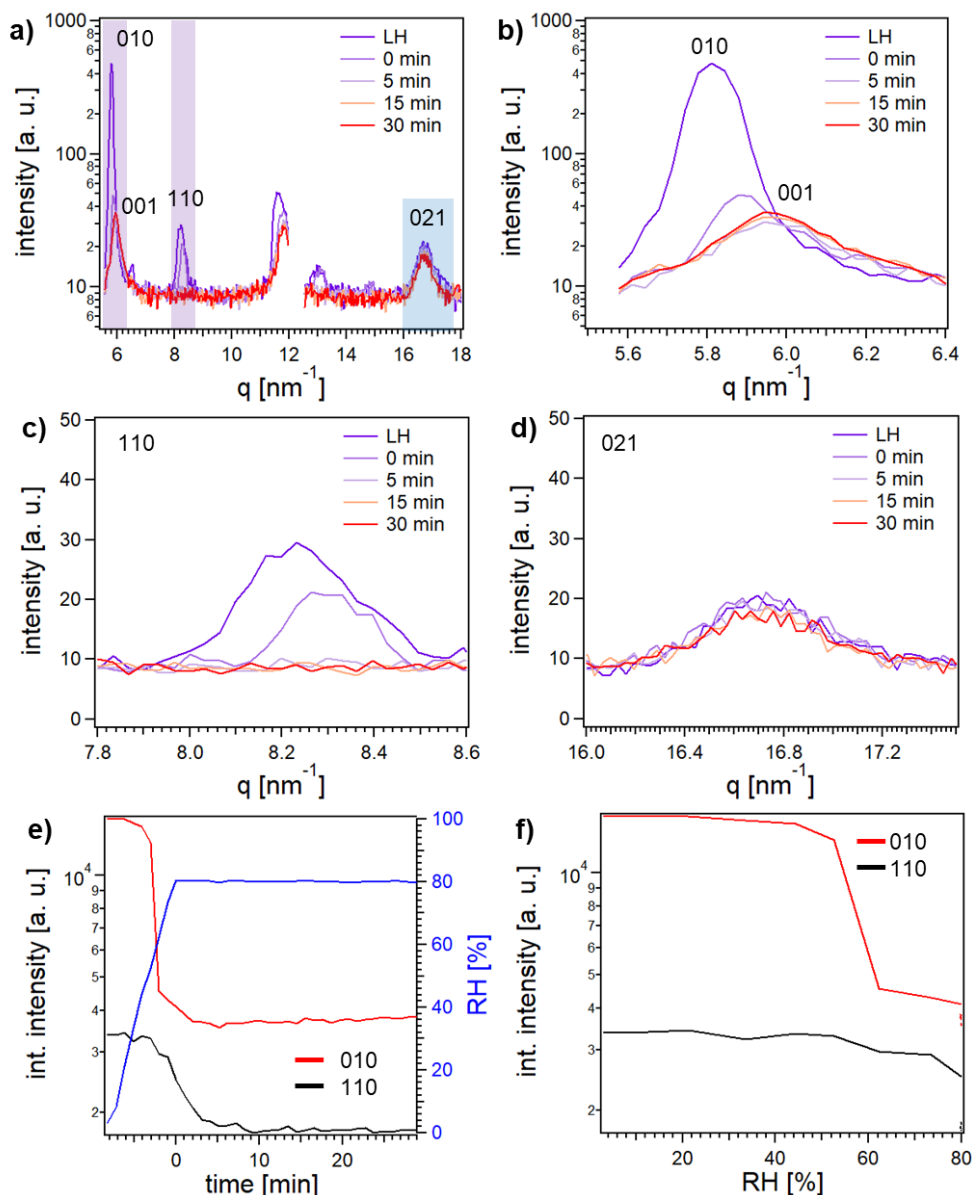 a)
1000
8
6
4
2
100
8
6
4
2
10
8
6
4
intensity [a. u.]
010
001
110
021
LH
0 min
5 min
15 min
30 min
6
8
10
12
14
16
18
q [nm⁻¹]
b)
1000
8
6
4
2
100
8
6
4
2
10
8
6
intensity [a. u.]
010
001
LH
0 min
5 min
15 min
30 min
5.6
5.8
6.0
6.2
6.4
q [nm⁻¹]
c)
110
50
40
30
20
10
0
intensity [a. u.]
LH
0 min
5 min
15 min
30 min
7.8
8.0
8.2
8.4
8.6
q [nm⁻¹]
d)
021
50
40
30
20
10
0
intensity [a. u.]
LH
0 min
5 min
15 min
30 min
16.0
16.4
16.8
17.2
q [nm⁻¹]
e)
10⁴
9
8
7
6
5
4
3
2
int. intensity [a. u.]
100
80
60
40
20
0
RH [%]
010
110
0
10
20
time [min]
f)
10⁴
9
8
7
6
5
4
3
2
int. intensity [a. u.]
010
110
20
40
60
80
RH [%]